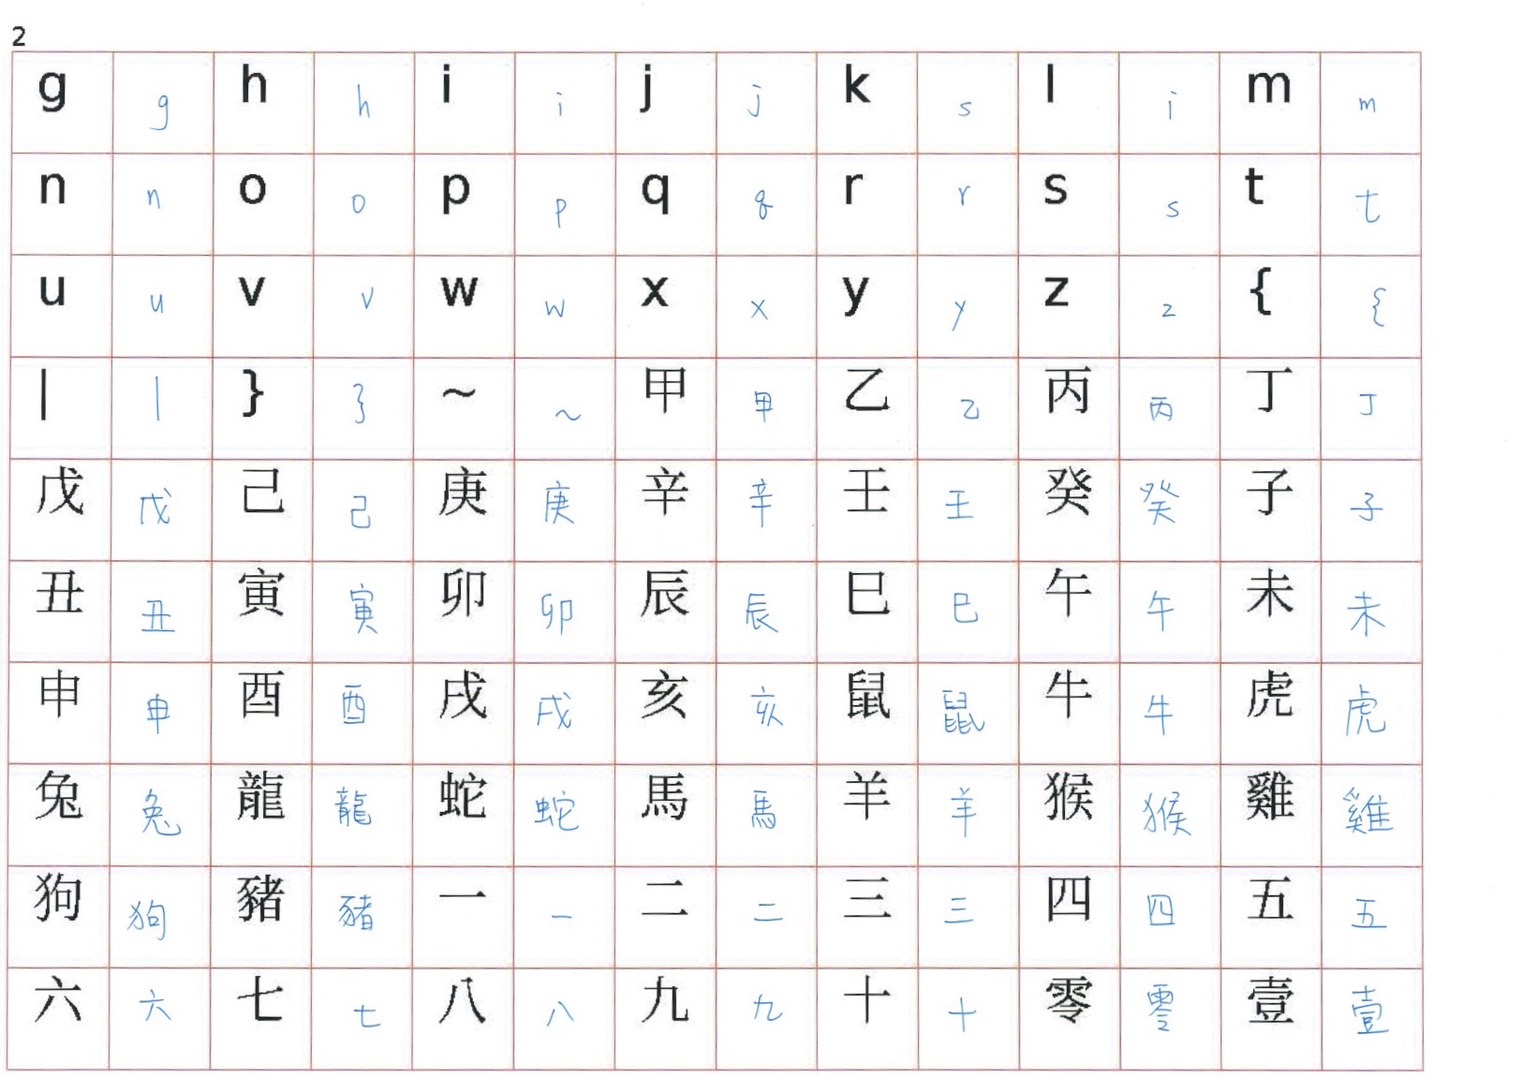 2
g g h h i i j j k s l i m m
n n o o p p q q r r s s t t
u u v v w w x x y y z z { {
| | } } ~ ~ 甲 甲 乙 乙 丙 丙 丁 丁
戊 戊 己 己 庚 庚 辛 辛 壬 王 癸 癸 子 子
丑 丑 寅 寅 卯 卯 辰 辰 巳 巳 午 午 未 未
申 申 酉 酉 戌 戌 亥 亥 鼠 鼠 牛 牛 虎 虎
兔 兔 龍 龍 蛇 蛇 馬 馬 羊 羊 猴 猴 雞 雞
狗 狗 豬 豬 一 一 二 二 三 三 四 四 五 五
六 六 七 七 八 八 九 九 十 十 零 零 壹 壹